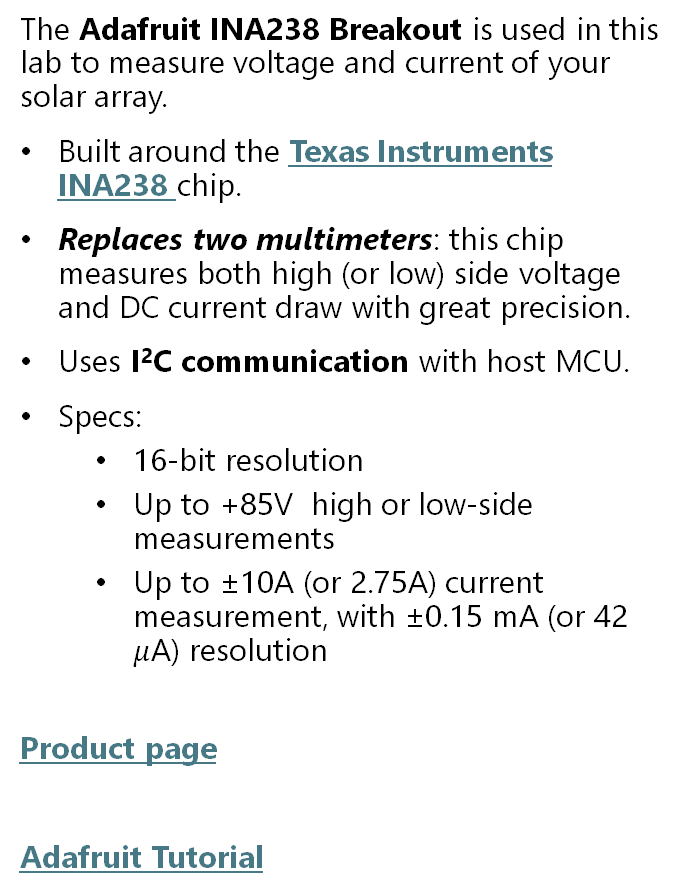 The Adafruit INA238 Breakout is used in this
lab to measure voltage and current of your
solar array.
• Built around the Texas Instruments
INA238 chip.
• Replaces two multimeters: this chip
measures both high (or low) side voltage
and DC current draw with great precision.
• Uses I²C communication with host MCU.
• Specs:
• 16-bit resolution
• Up to +85V  high or low-side
measurements
• Up to ±10A (or 2.75A) current
measurement, with ±0.15 mA (or 42
μA) resolution
Product page
Adafruit Tutorial